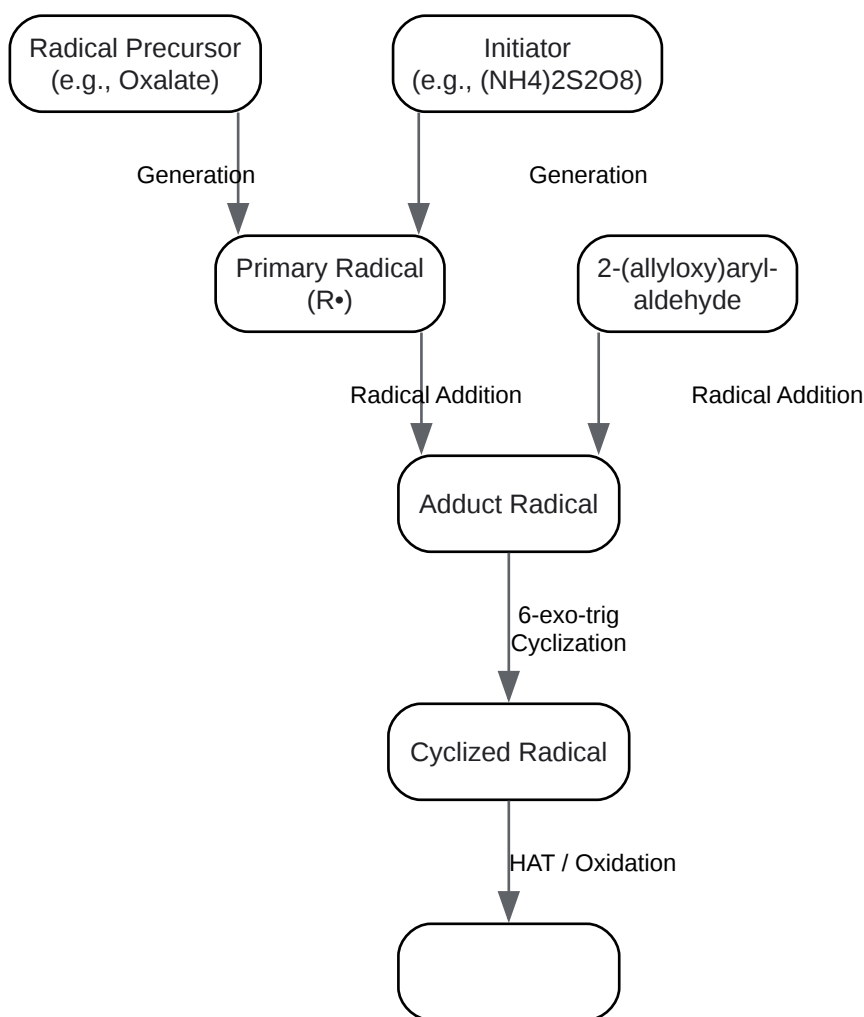 Radical Precursor
(e.g., Oxalate)
Initiator
(e.g., (NH4)2S2O8)
Generation
Generation
Primary Radical
(R•)
2-(allyloxy)aryl-
aldehyde
Radical Addition
Radical Addition
Adduct Radical
6-exo-trig
Cyclization
Cyclized Radical
HAT / Oxidation